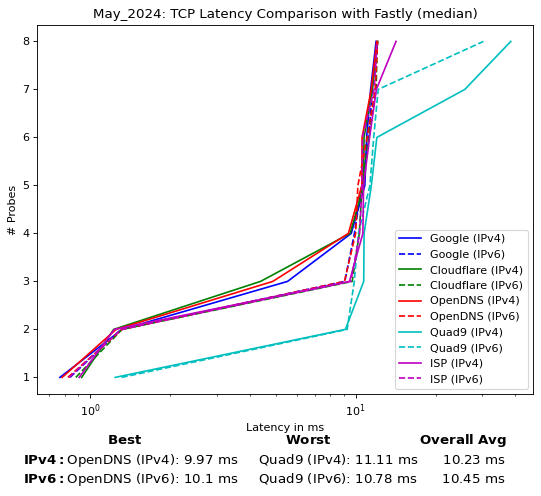 May_2024: TCP Latency Comparison with Fastly (median)
8
7
6
5
4
3
2
1
# Probes
Google (IPv4)
Google (IPv6)
Cloudflare (IPv4)
Cloudflare (IPv6)
OpenDNS (IPv4)
OpenDNS (IPv6)
Quad9 (IPv4)
Quad9 (IPv6)
ISP (IPv4)
ISP (IPv6)
10⁰ 10¹
Latency in ms
Best Worst Overall Avg
IPv4: OpenDNS (IPv4): 9.97 ms Quad9 (IPv4): 11.11 ms 10.23 ms
IPv6: OpenDNS (IPv6): 10.1 ms Quad9 (IPv6): 10.78 ms 10.45 ms